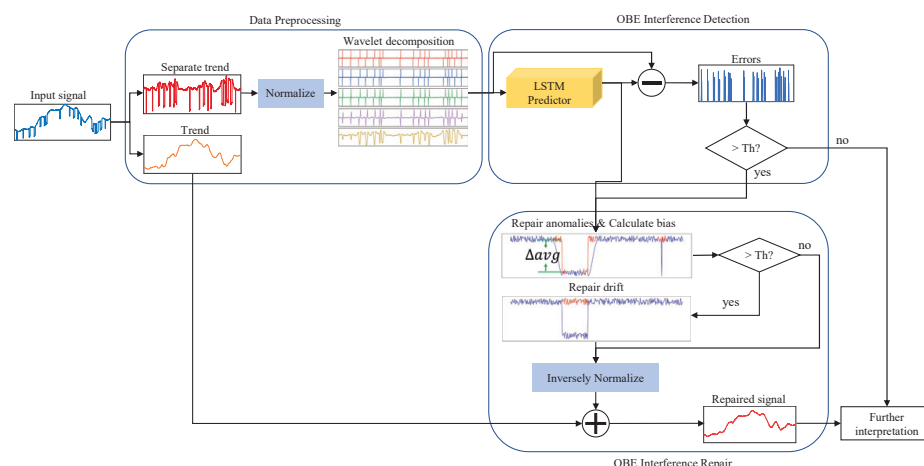 Data Preprocessing
OBE Interference Detection
Wavelet decomposition
Separate trend
Errors
Input signal
Normalize
LSTM
Predictor
Trend
> Th?
no
yes
Repair anomalies & Calculate bias
Δavg
> Th?
no
Repair drift
yes
Inversely Normalize
Repaired signal
Further
interpretation
OBE Interference Repair